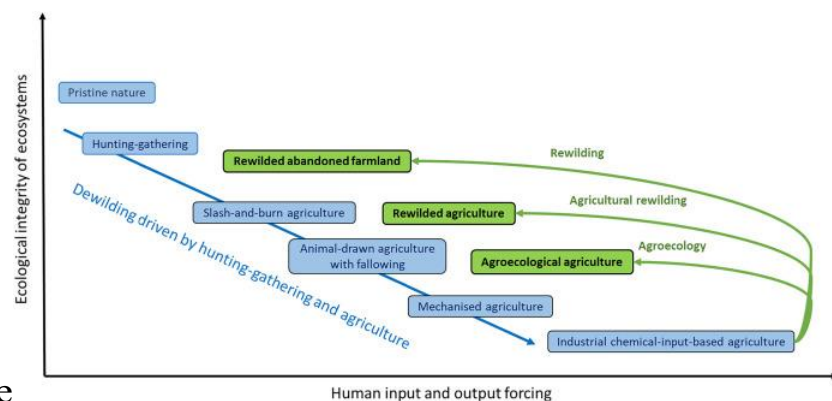 Ecological integrity of ecosystems
Pristine nature
Hunting-gathering
Rewilded abandoned farmland
Rewilding
Slash-and-burn agriculture
Rewilded agriculture
Agricultural rewilding
Dewilding driven by hunting-gathering and agriculture
Animal-drawn agriculture
with fallowing
Agroecological agriculture
Agroecology
Mechanised agriculture
Industrial chemical-input-based agriculture
e
Human input and output forcing